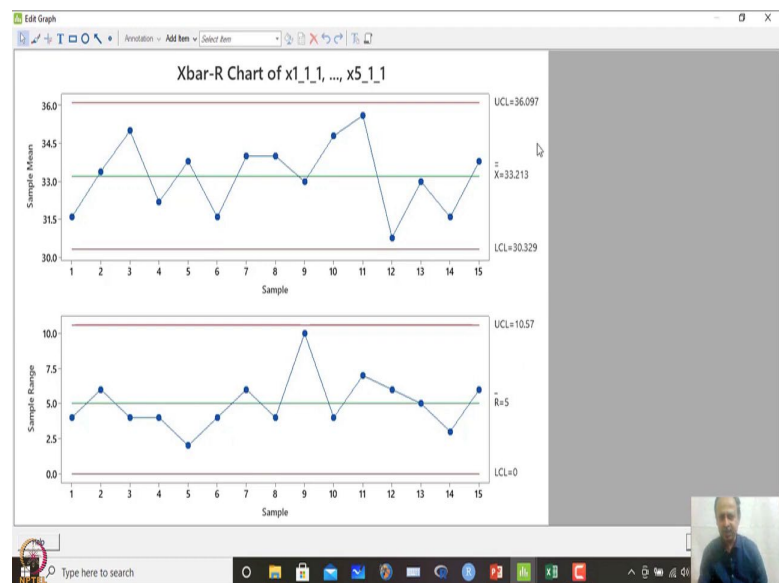 Edit Graph
T Annotation Add Item Select Item
Xbar-R Chart of x1_1_1, ..., x5_1_1
Sample Mean
36.0
34.5
33.0
31.5
30.0
UCL=36.097
X=33.213
LCL=30.329
1 2 3 4 5 6 7 8 9 10 11 12 13 14 15
Sample
Sample Range
10.0
7.5
5.0
2.5
0.0
UCL=10.57
R=5
LCL=0
1 2 3 4 5 6 7 8 9 10 11 12 13 14 15
Sample
NPTEL
Type here to search